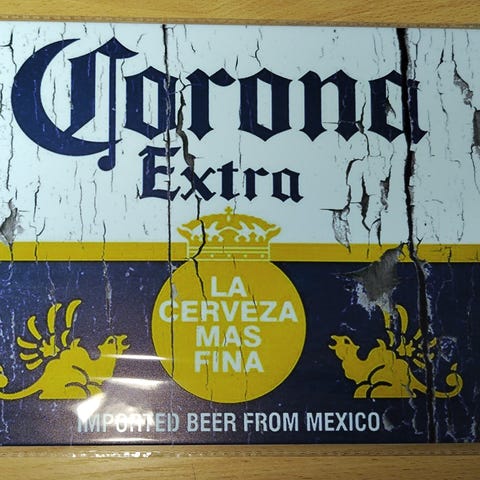 Corona
Extra
LA
CERVEZA
MAS
FINA
IMPORTED BEER FROM MEXICO